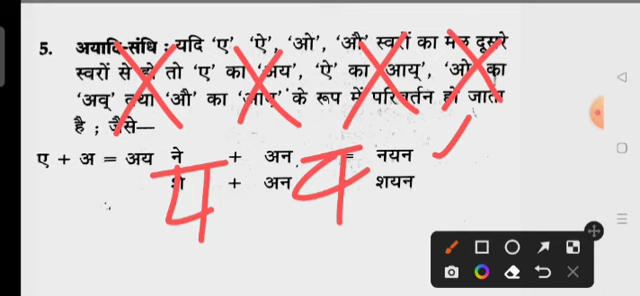 5. अयादि-संधि : यदि 'ए', 'ऐ', 'ओ', 'औ' स्वरों का मेल दूसरे
स्वरों से हो तो 'ए' का 'अय', 'ऐ' का 'आय्', 'ओ' का
'अव्' तथा 'औ' का 'आव्' के रूप में परिवर्तन हो जाता
है ; जैसे—
ए + अ = अय ने + अन = नयन
श + अन शयन